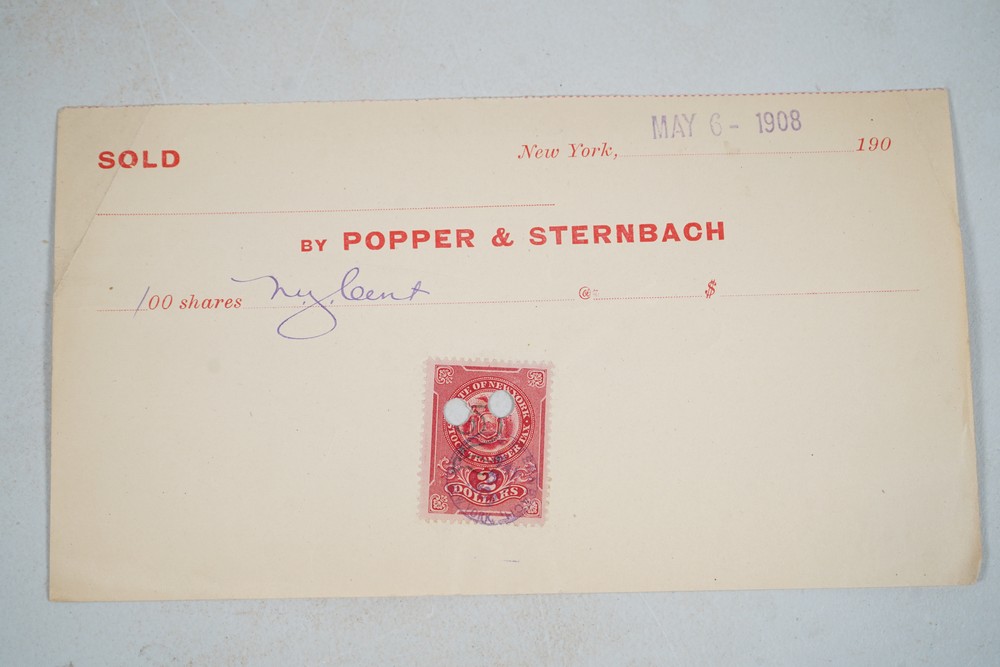 MAY 6 - 1908
SOLD New York, 190
BY POPPER & STERNBACH
100 shares N.Y. Cent @ $
STATE OF NEW YORK
STOCK TRANSFER TAX
2
DOLLARS